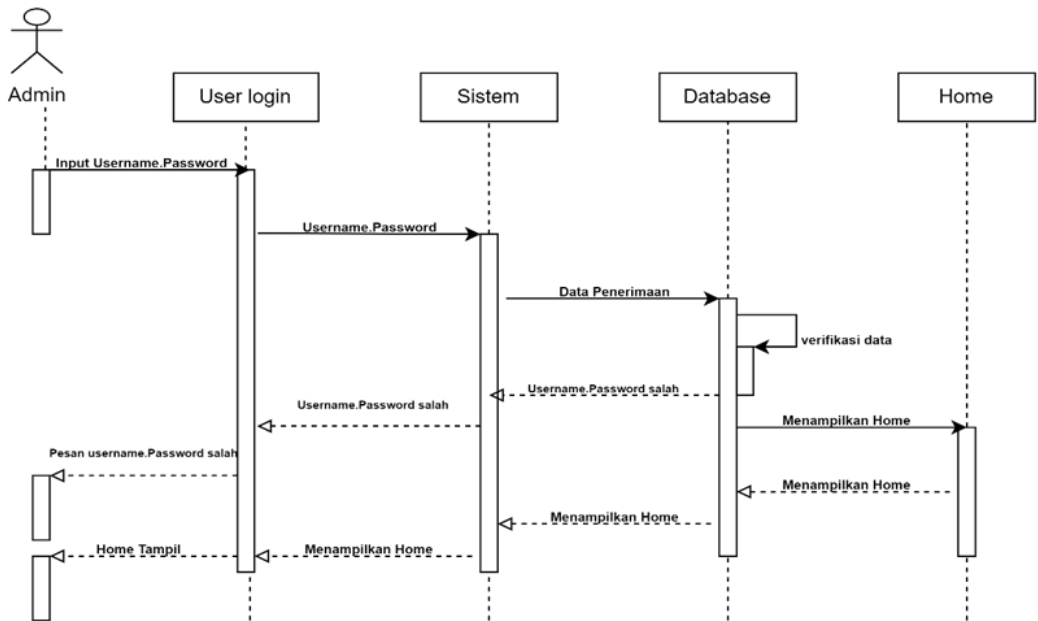 Admin
User login
Sistem
Database
Home
Input Username.Password
Username.Password
Data Penerimaan
verifikasi data
Username.Password salah
Username.Password salah
Menampilkan Home
Pesan username.Password salah
Menampilkan Home
Menampilkan Home
Home Tampil
Menampilkan Home